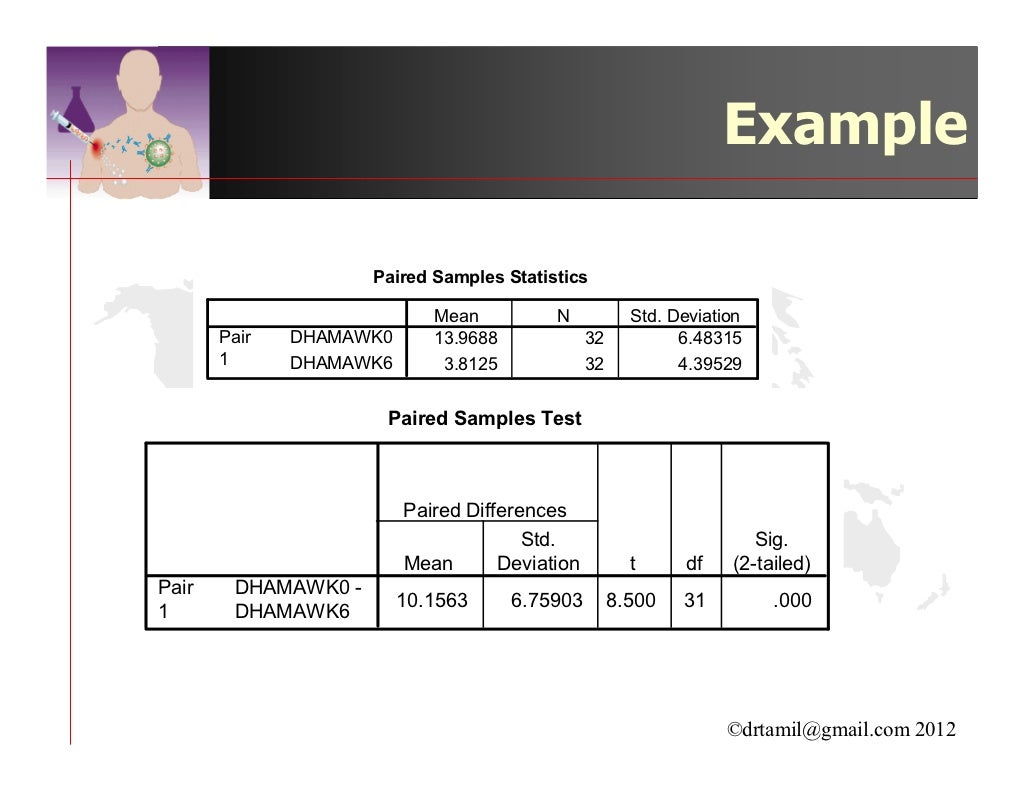 Example
Paired Samples Statistics
Mean N Std. Deviation
Pair 1 DHAMAWK0 13.9688 32 6.48315
DHAMAWK6 3.8125 32 4.39529
Paired Samples Test
Paired Differences
Mean Std. Deviation t df Sig. (2-tailed)
Pair 1 DHAMAWK0 - DHAMAWK6 10.1563 6.75903 8.500 31 .000
©drtamil@gmail.com 2012